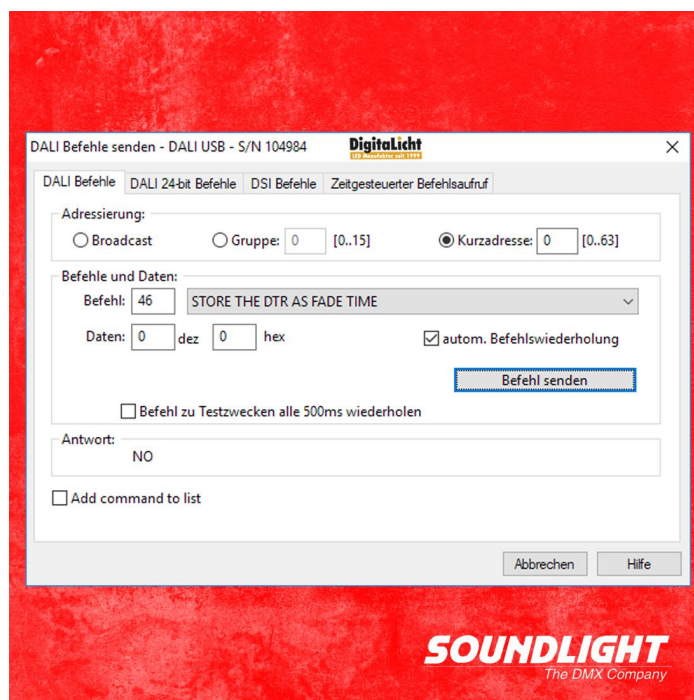 DALI Befehle senden - DALI USB - S/N 104984
DigitaLicht
LED Manufaktur seit 1999
DALI Befehle DALI 24-bit Befehle DSI Befehle Zeitgesteuerter Befehlsaufruf
Adressierung:
Broadcast Gruppe: 0 [0..15] Kurzadresse: 0 [0..63]
Befehle und Daten:
Befehl: 46 STORE THE DTR AS FADE TIME
Daten: 0 dez 0 hex autom. Befehlswiederholung
Befehl senden
Befehl zu Testzwecken alle 500ms wiederholen
Antwort:
NO
Add command to list
Abbrechen Hilfe
SOUNDLIGHT
The DMX Company